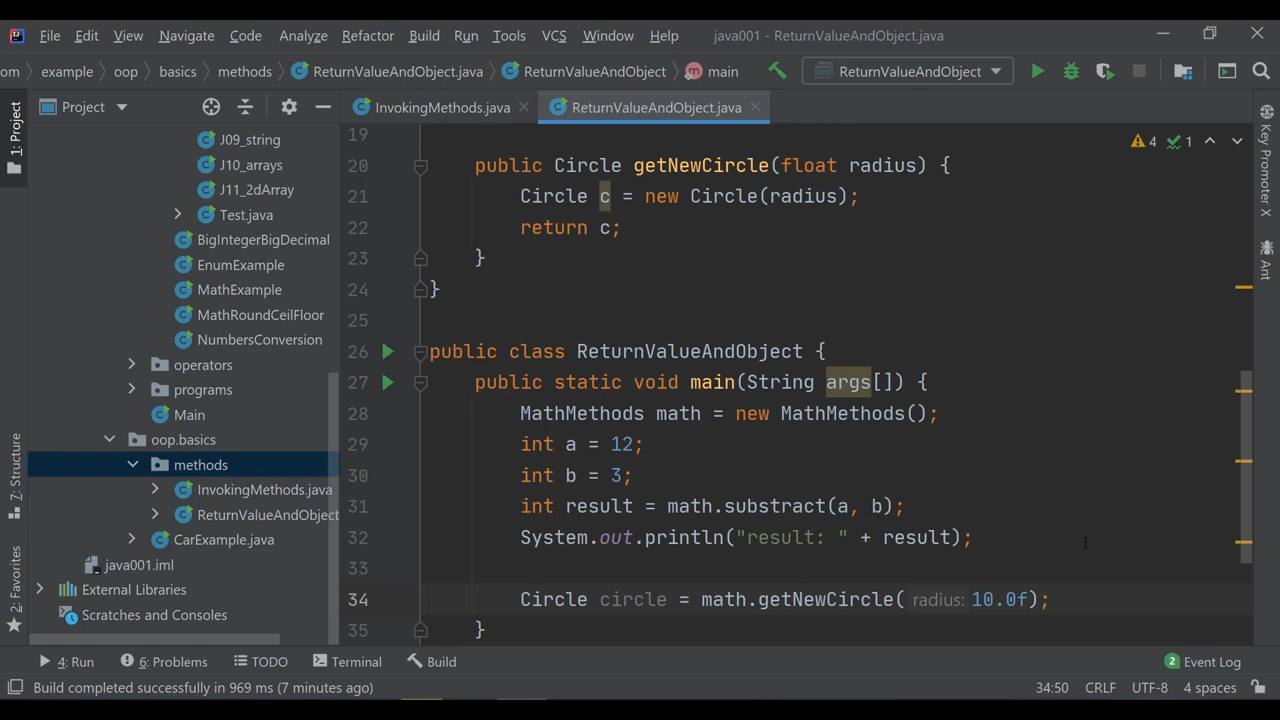 File Edit View Navigate Code Analyze Refactor Build Run Tools VCS Window Help java001 - ReturnValueAndObject.java
om example oop basics methods ReturnValueAndObject.java ReturnValueAndObject main ReturnValueAndObject
1: Project
7: Structure
2: Favorites
Project
J09_string
J10_arrays
J11_2dArray
Test.java
BigIntegerBigDecimal
EnumExample
MathExample
MathRoundCeilFloor
NumbersConversion
operators
programs
Main
oop.basics
methods
InvokingMethods.java
ReturnValueAndObject
CarExample.java
java001.iml
External Libraries
Scratches and Consoles
InvokingMethods.java ReturnValueAndObject.java
4 1
19
20 public Circle getNewCircle(float radius) {
21 Circle c = new Circle(radius);
22 return c;
23 }
24 }
25
26 public class ReturnValueAndObject {
27 public static void main(String args[]) {
28 MathMethods math = new MathMethods();
29 int a = 12;
30 int b = 3;
31 int result = math.substract(a, b);
32 System.out.println("result: " + result);
33
34 Circle circle = math.getNewCircle( radius: 10.0f);
35 }
Key Promoter X
Ant
4: Run 6: Problems TODO Terminal Build 2 Event Log
Build completed successfully in 969 ms (7 minutes ago) 34:50 CRLF UTF-8 4 spaces